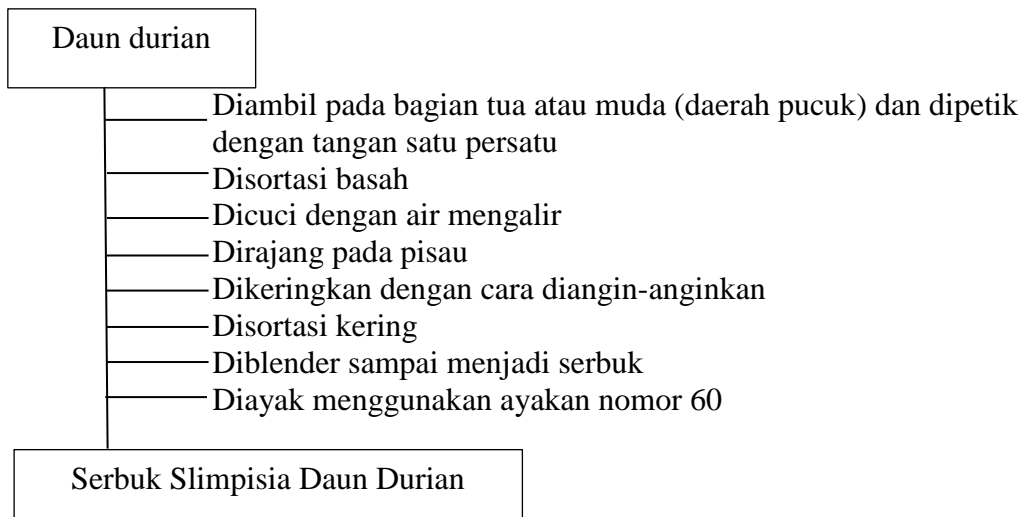 Daun durian
Diambil pada bagian tua atau muda (daerah pucuk) dan dipetik
dengan tangan satu persatu
Disortasi basah
Dicuci dengan air mengalir
Dirajang pada pisau
Dikeringkan dengan cara diangin-anginkan
Disortasi kering
Diblender sampai menjadi serbuk
Diayak menggunakan ayakan nomor 60
Serbuk Slimpisia Daun Durian